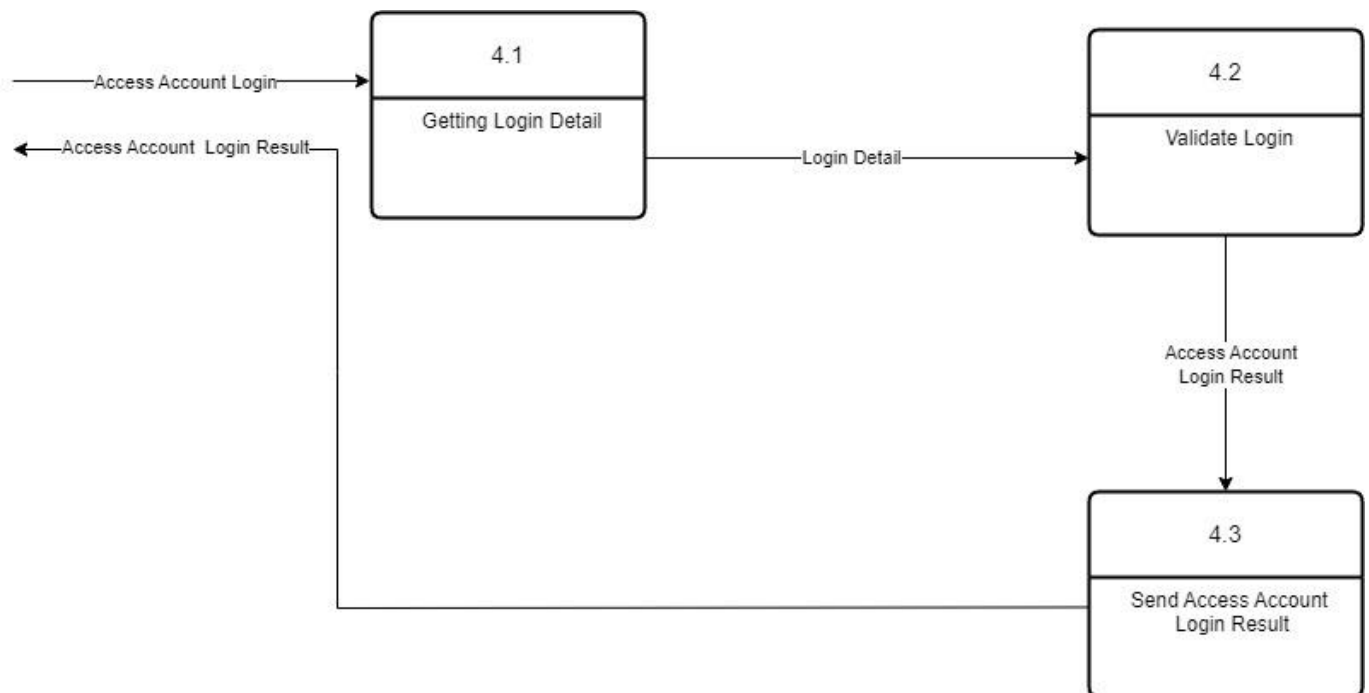 4.1
Getting Login Detail
Access Account Login
Access Account Login Result
Login Detail
4.2
Validate Login
Access Account
Login Result
4.3
Send Access Account
Login Result